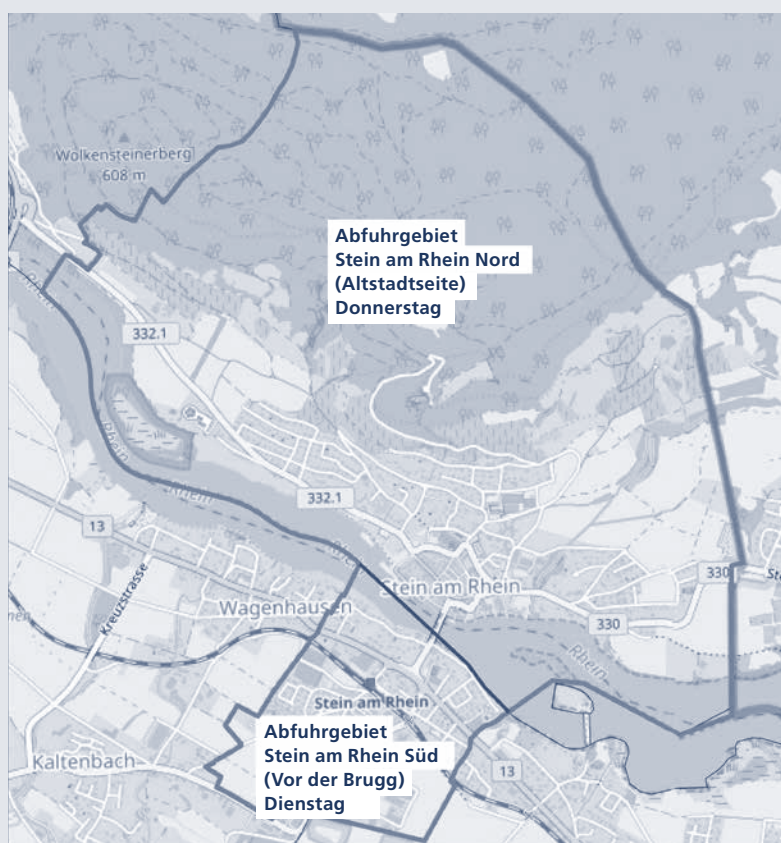 Wolkensteinerberg
608 m
Abfuhrgebiet
Stein am Rhein Nord
(Altstadtseite)
Donnerstag
Rhein
332.1
Rhein
Rhein
332.1
13
330
Stein am Rhein
Wagenhausen
Kreuzstrasse
330
Rhein
Stein am Rhein
Abfuhrgebiet
Stein am Rhein Süd
(Vor der Brugg)
Dienstag
Kaltenbach
13